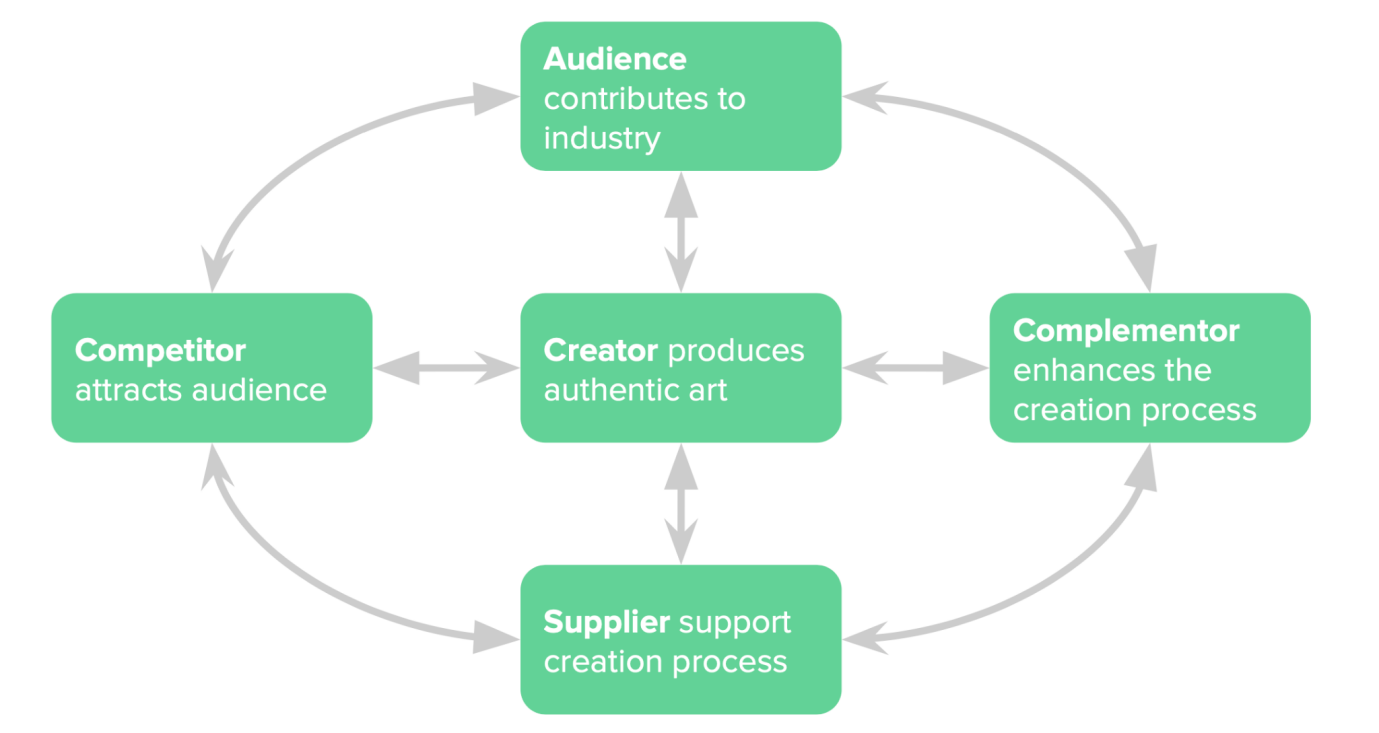 Audience
contributes to
industry
Competitor
attracts audience
Creator produces
authentic art
Complementor
enhances the
creation process
Supplier support
creation process